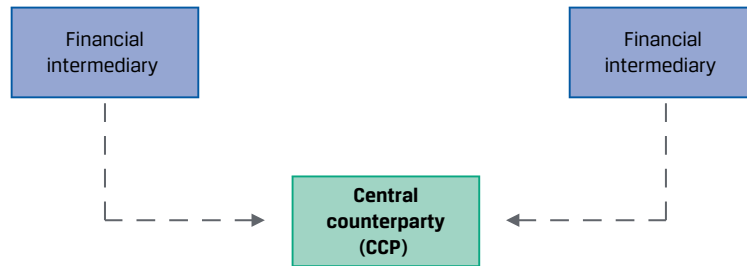 Financial
intermediary
Financial
intermediary
Central
counterparty
(CCP)